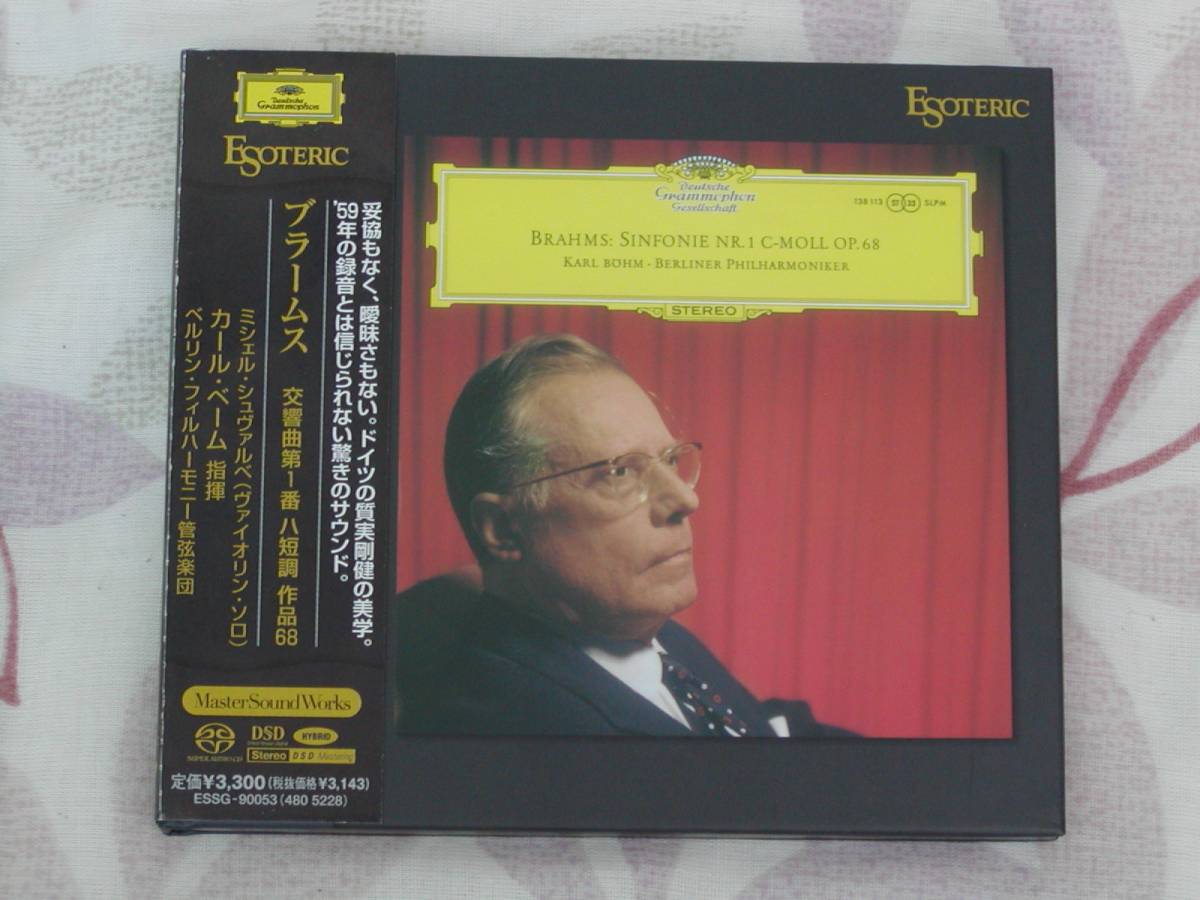 Deutsche
Grammophon
ESOTERIC
妥協もなく、曖昧さもない。ドイツの質実剛健の美学。
'59年の録音とは信じられない驚きのサウンド。
ブラームス
交響曲第1番 ハ短調 作品68
ミシェル・シュヴァルベ(ヴァイオリン・ソロ)
カール・ベーム 指揮
ベルリン・フィルハーモニー管弦楽団
MasterSoundWorks
SUPER AUDIO CD
DSD
Direct Stream Digital
HYBRID
Stereo DSD Mastering
定価¥3,300(税抜価格¥3,143)
ESSG-90053 (480 5228)
ESOTERIC
Deutsche
Grammophon
Gesellschaft
138 113 SLPM
BRAHMS: SINFONIE NR.1 C-MOLL OP.68
KARL BÖHM · BERLINER PHILHARMONIKER
STEREO